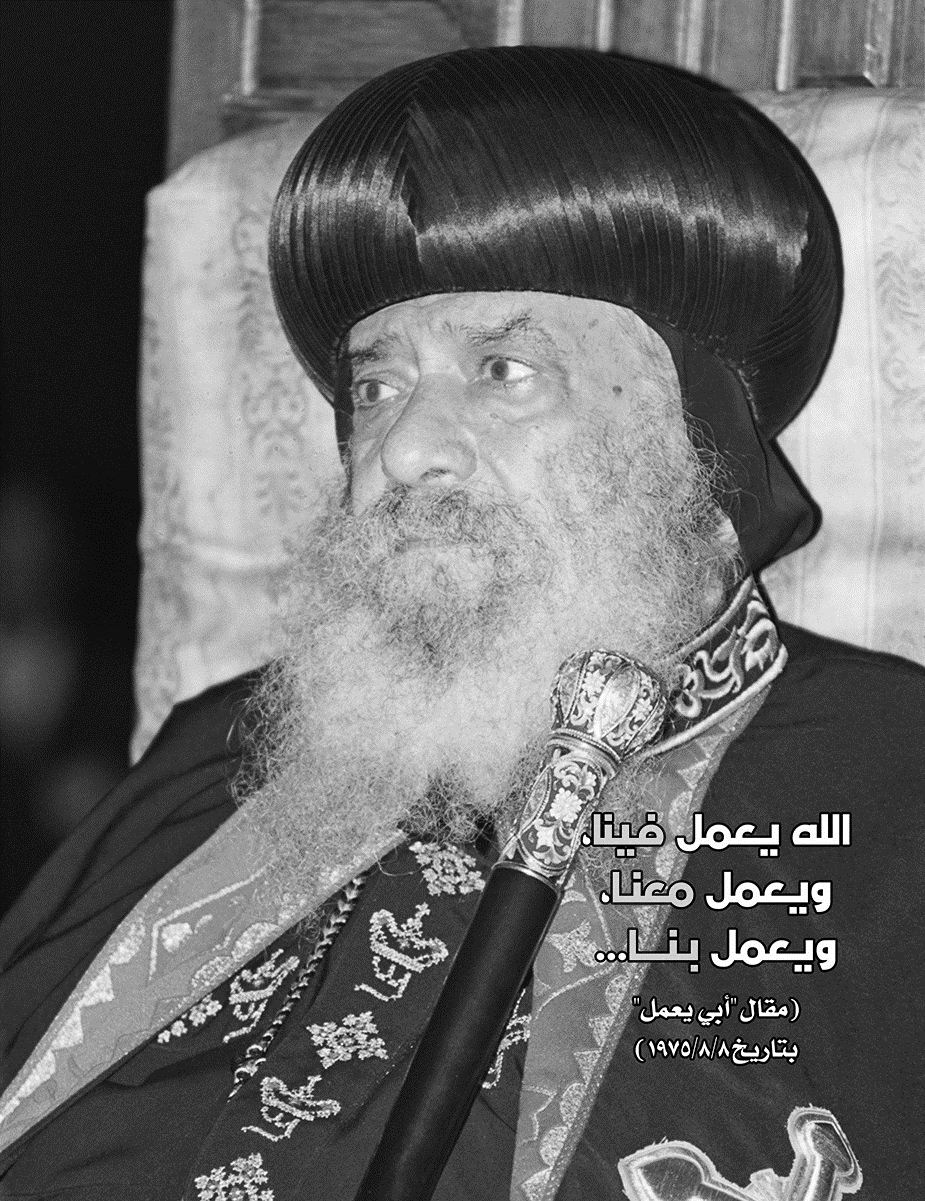 الله يعمل فينا،
ويعمل معنا،
ويعمل بنـا...
(مقال "أبي يعمل"
بتاريخ ١٩٧٥/٨/٨)